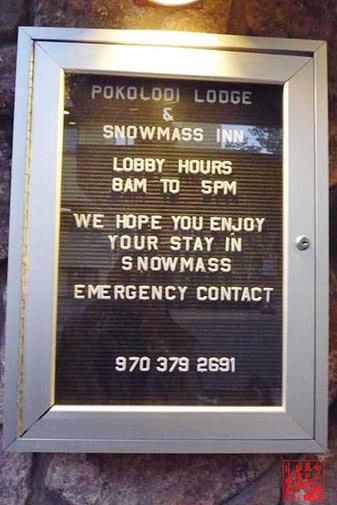 POKOLODI LODGE
&
SNOWMASS INN
LOBBY HOURS
8AM TO 5PM
WE HOPE YOU ENJOY
YOUR STAY IN
SNOWMASS
EMERGENCY CONTACT
970 379 2691